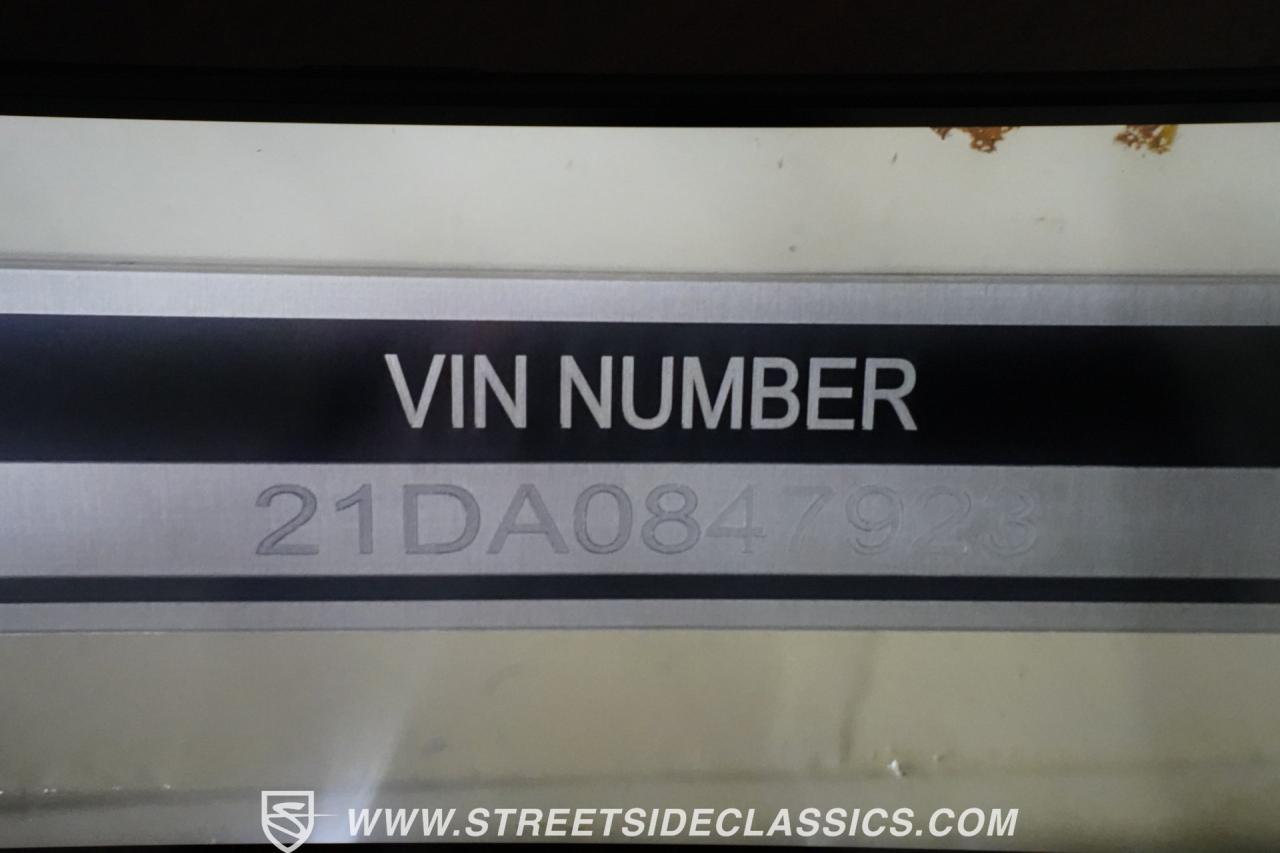 VIN NUMBER
21DA0847923
WWW.STREETSIDECLASSICS.COM